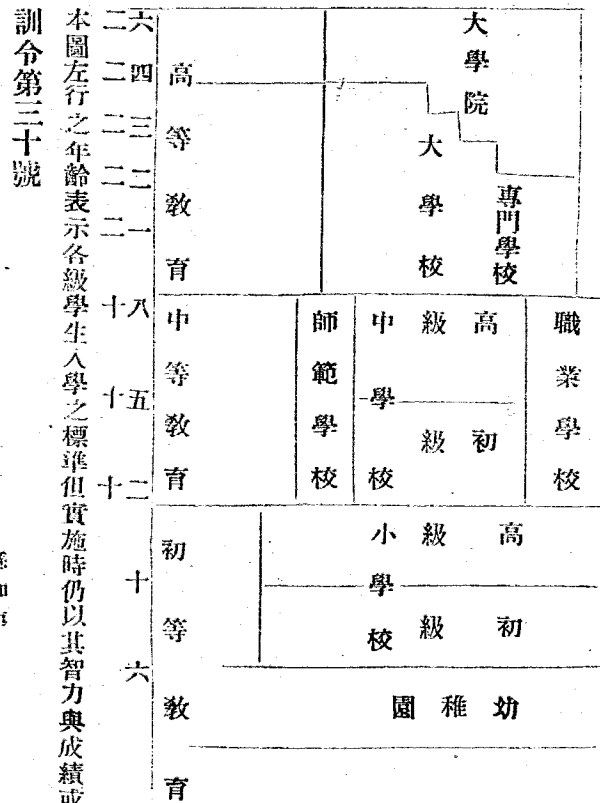 大學院
大學校
專門學校
高等教育
職業學校
高級
初級
中學校
師範學校
中等教育
高級
初級
小學校
幼稚園
初等教育
二六
二四
二三
二二
二一
十八
十五
十二
十
六
本圖左行之年齡表示各級學生入學之標準但實施時仍以其智力與成績或
訓令第三十號